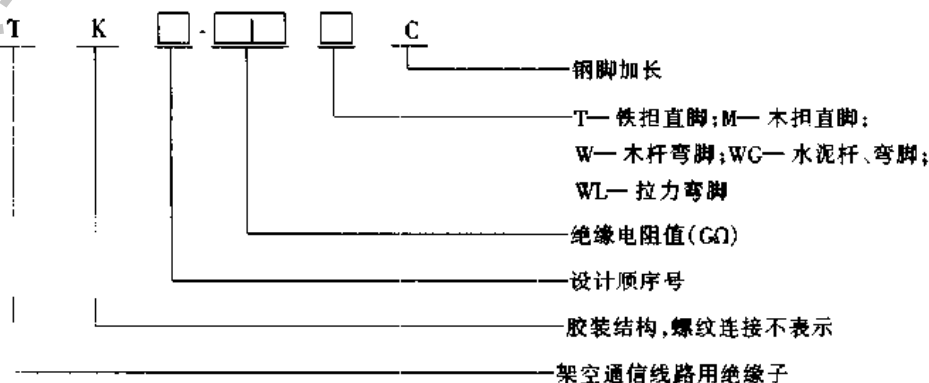 T K - C
钢脚加长
T—铁担直脚;M—木担直脚;
W—木杆弯脚;WG—水泥杆、弯脚;
WL—拉力弯脚
绝缘电阻值(GΩ)
设计顺序号
胶装结构,螺纹连接不表示
架空通信线路用绝缘子